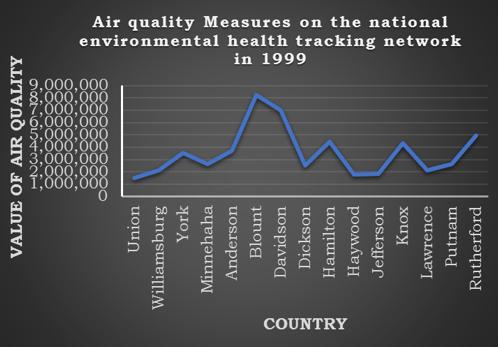 Air quality Measures on the national
environmental health tracking network
in 1999
VALUE OF AIR QUALITY
9,000,000
8,000,000
7,000,000
6,000,000
5,000,000
4,000,000
3,000,000
2,000,000
1,000,000
0
Union
Williamsburg
York
Minnehaha
Anderson
Blount
Davidson
Dickson
Hamilton
Haywood
Jefferson
Knox
Lawrence
Putnam
Rutherford
COUNTRY